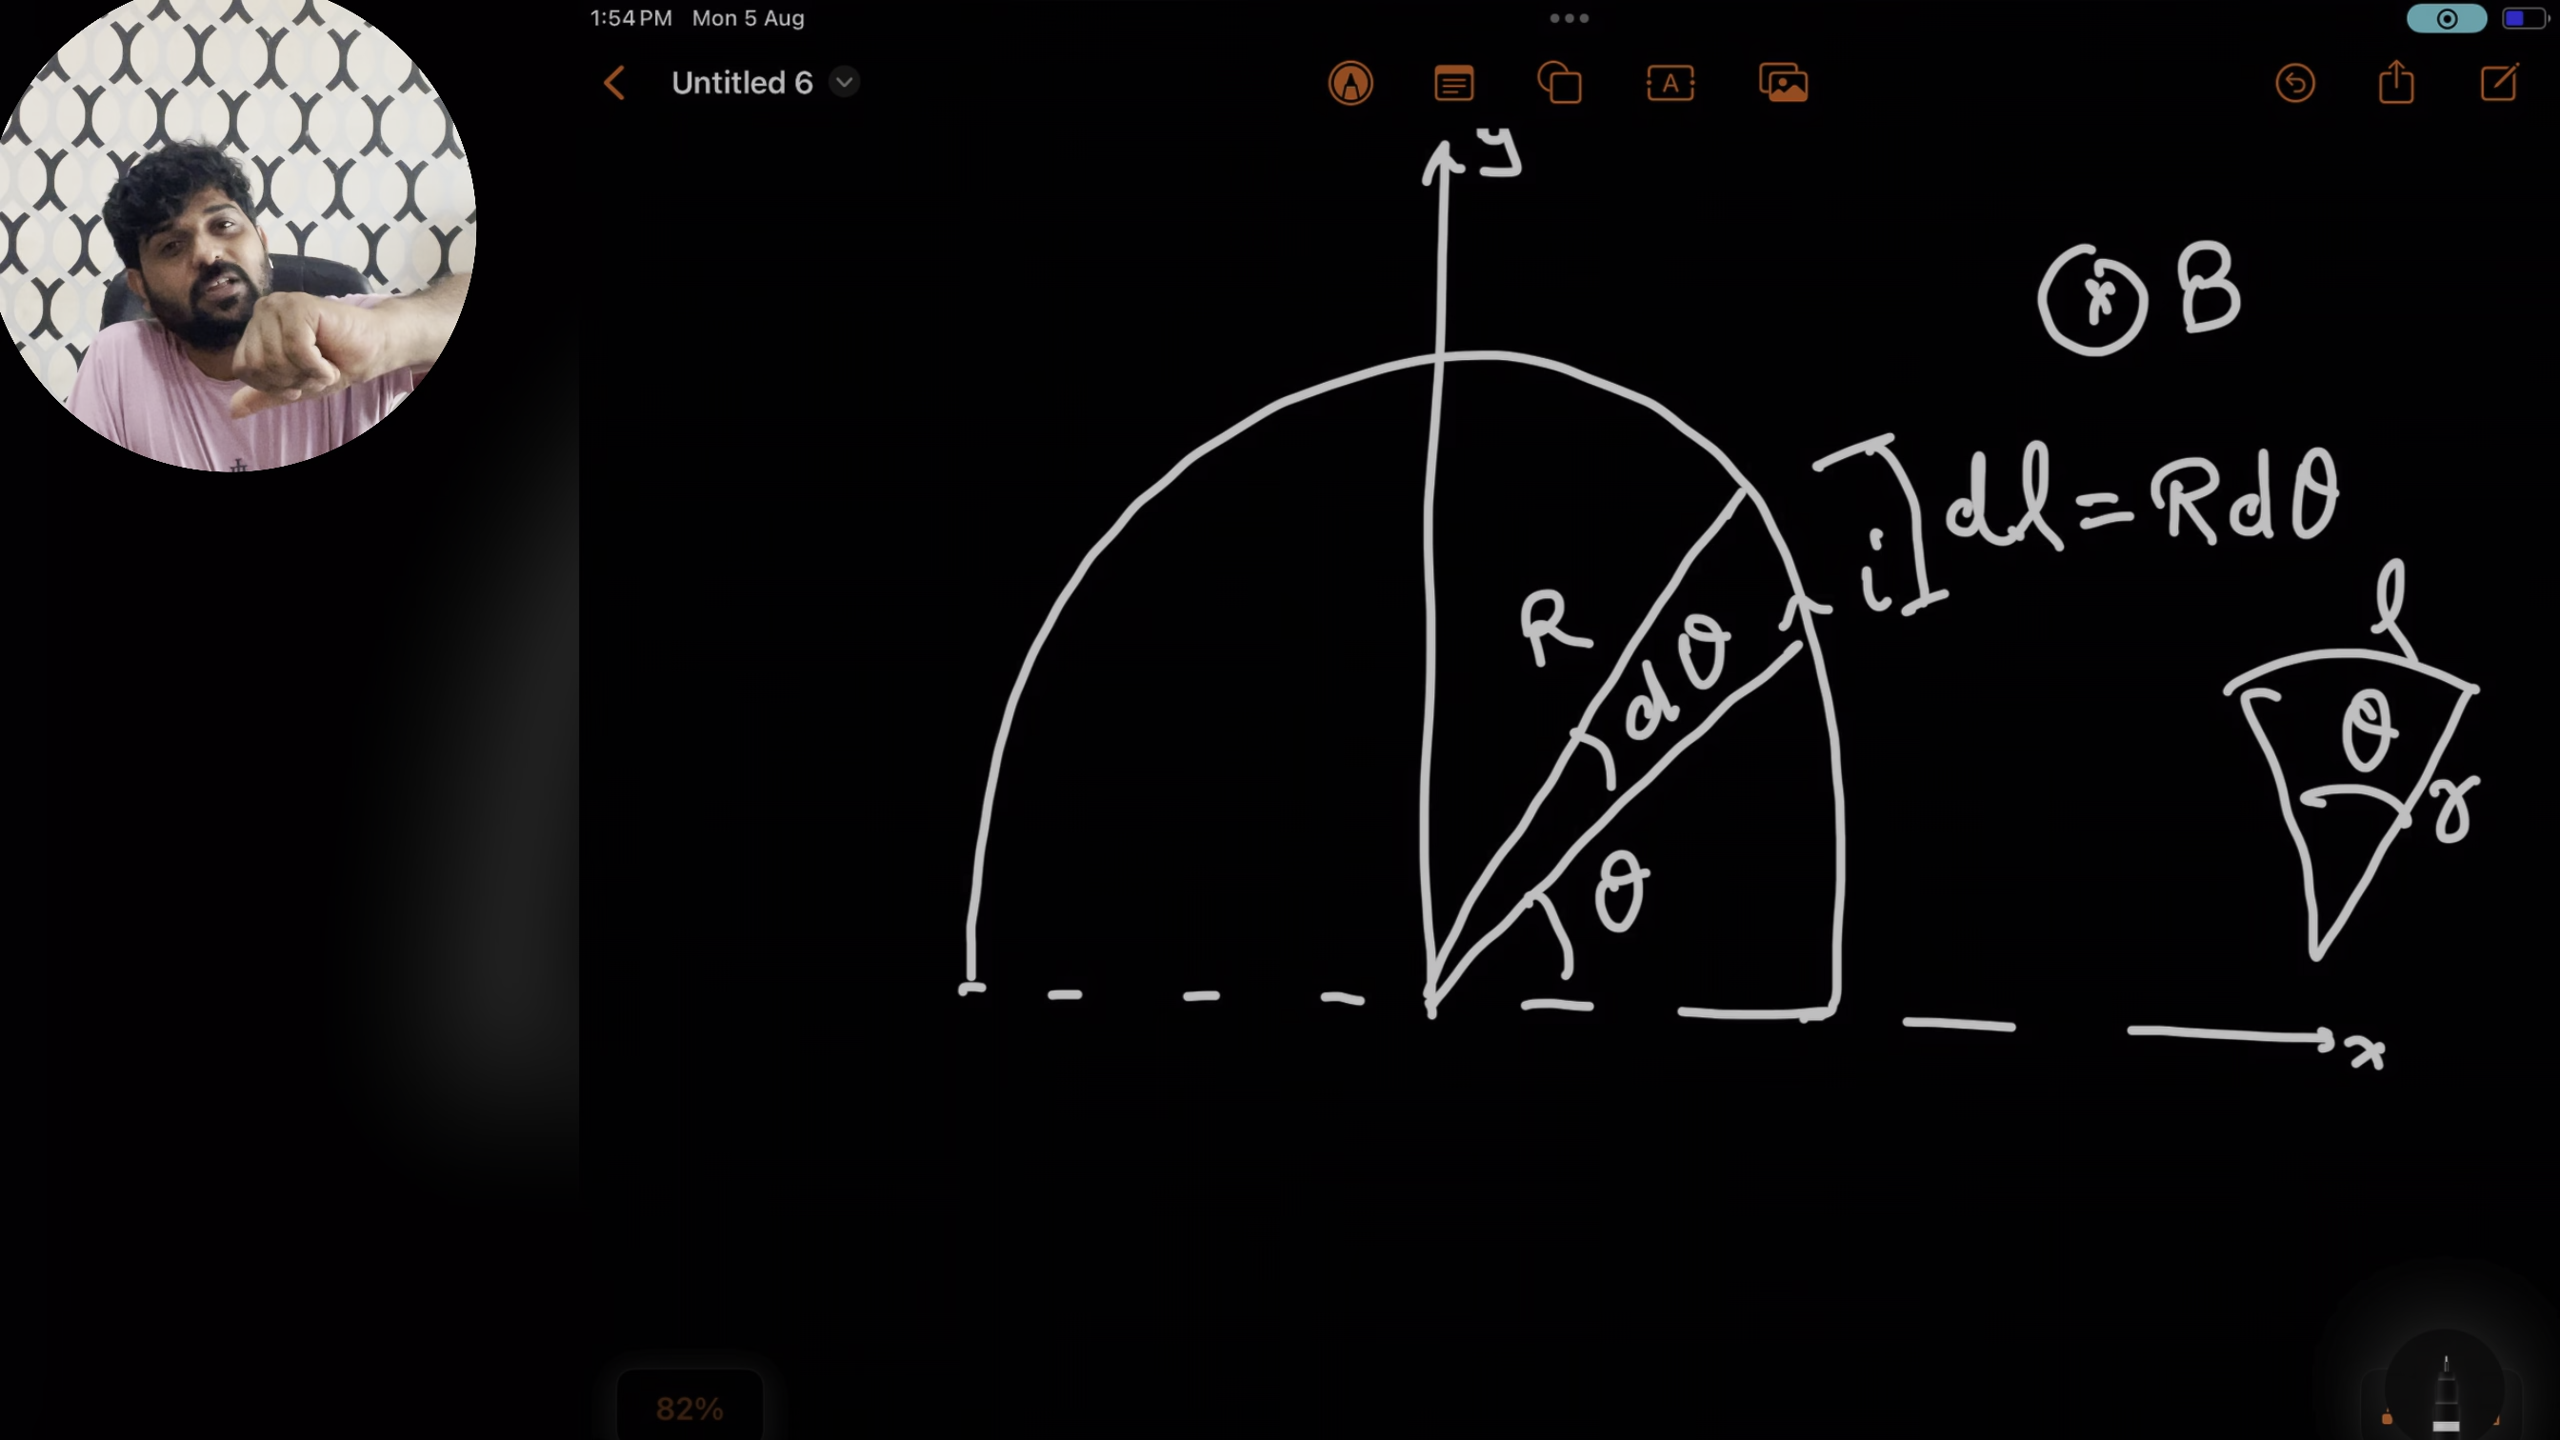 1:54 PM Mon 5 Aug
Untitled 6
A
y
B
dl = Rdθ
i
l
R
dθ
θ
r
θ
x
82%